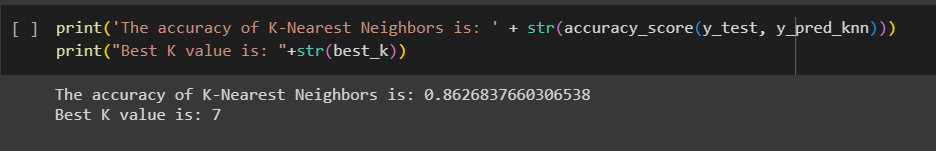 [ ] print('The accuracy of K-Nearest Neighbors is: ' + str(accuracy_score(y_test, y_pred_knn)))
print("Best K value is: "+str(best_k))
The accuracy of K-Nearest Neighbors is: 0.8626837660306538
Best K value is: 7